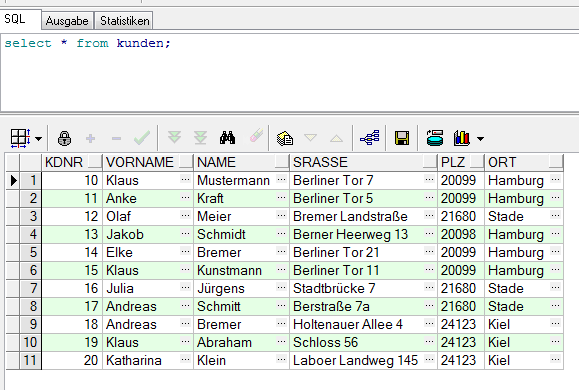 SQL Ausgabe Statistiken
select * from kunden;
KDNR VORNAME NAME SRASSE PLZ ORT
1 10 Klaus Mustermann Berliner Tor 7 20099 Hamburg
2 11 Anke Kraft Berliner Tor 5 20099 Hamburg
3 12 Olaf Meier Bremer Landstraße 21680 Stade
4 13 Jakob Schmidt Berner Heerweg 13 20098 Hamburg
5 14 Elke Bremer Berliner Tor 21 20099 Hamburg
6 15 Klaus Kunstmann Berliner Tor 11 20099 Hamburg
7 16 Julia Jürgens Stadtbrücke 7 21680 Stade
8 17 Andreas Schmitt Berstraße 7a 21680 Stade
9 18 Andreas Bremer Holtenauer Allee 4 24123 Kiel
10 19 Klaus Abraham Schloss 56 24123 Kiel
11 20 Katharina Klein Laboer Landweg 145 24123 Kiel